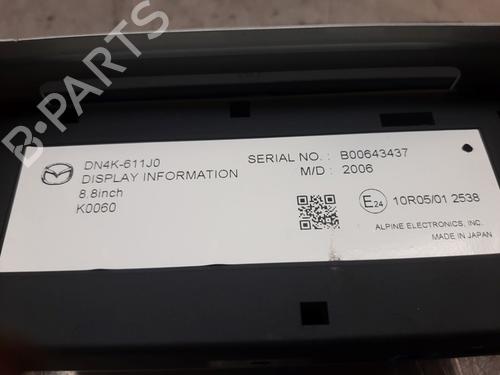 B-PARTS
DN4K-611J0
DISPLAY INFORMATION
8,8inch
K0060
SERIAL NO. : B00643437
M/D : 2006
E24 10R05/01 2538
ALPINE ELECTRONICS, INC.
MADE IN JAPAN